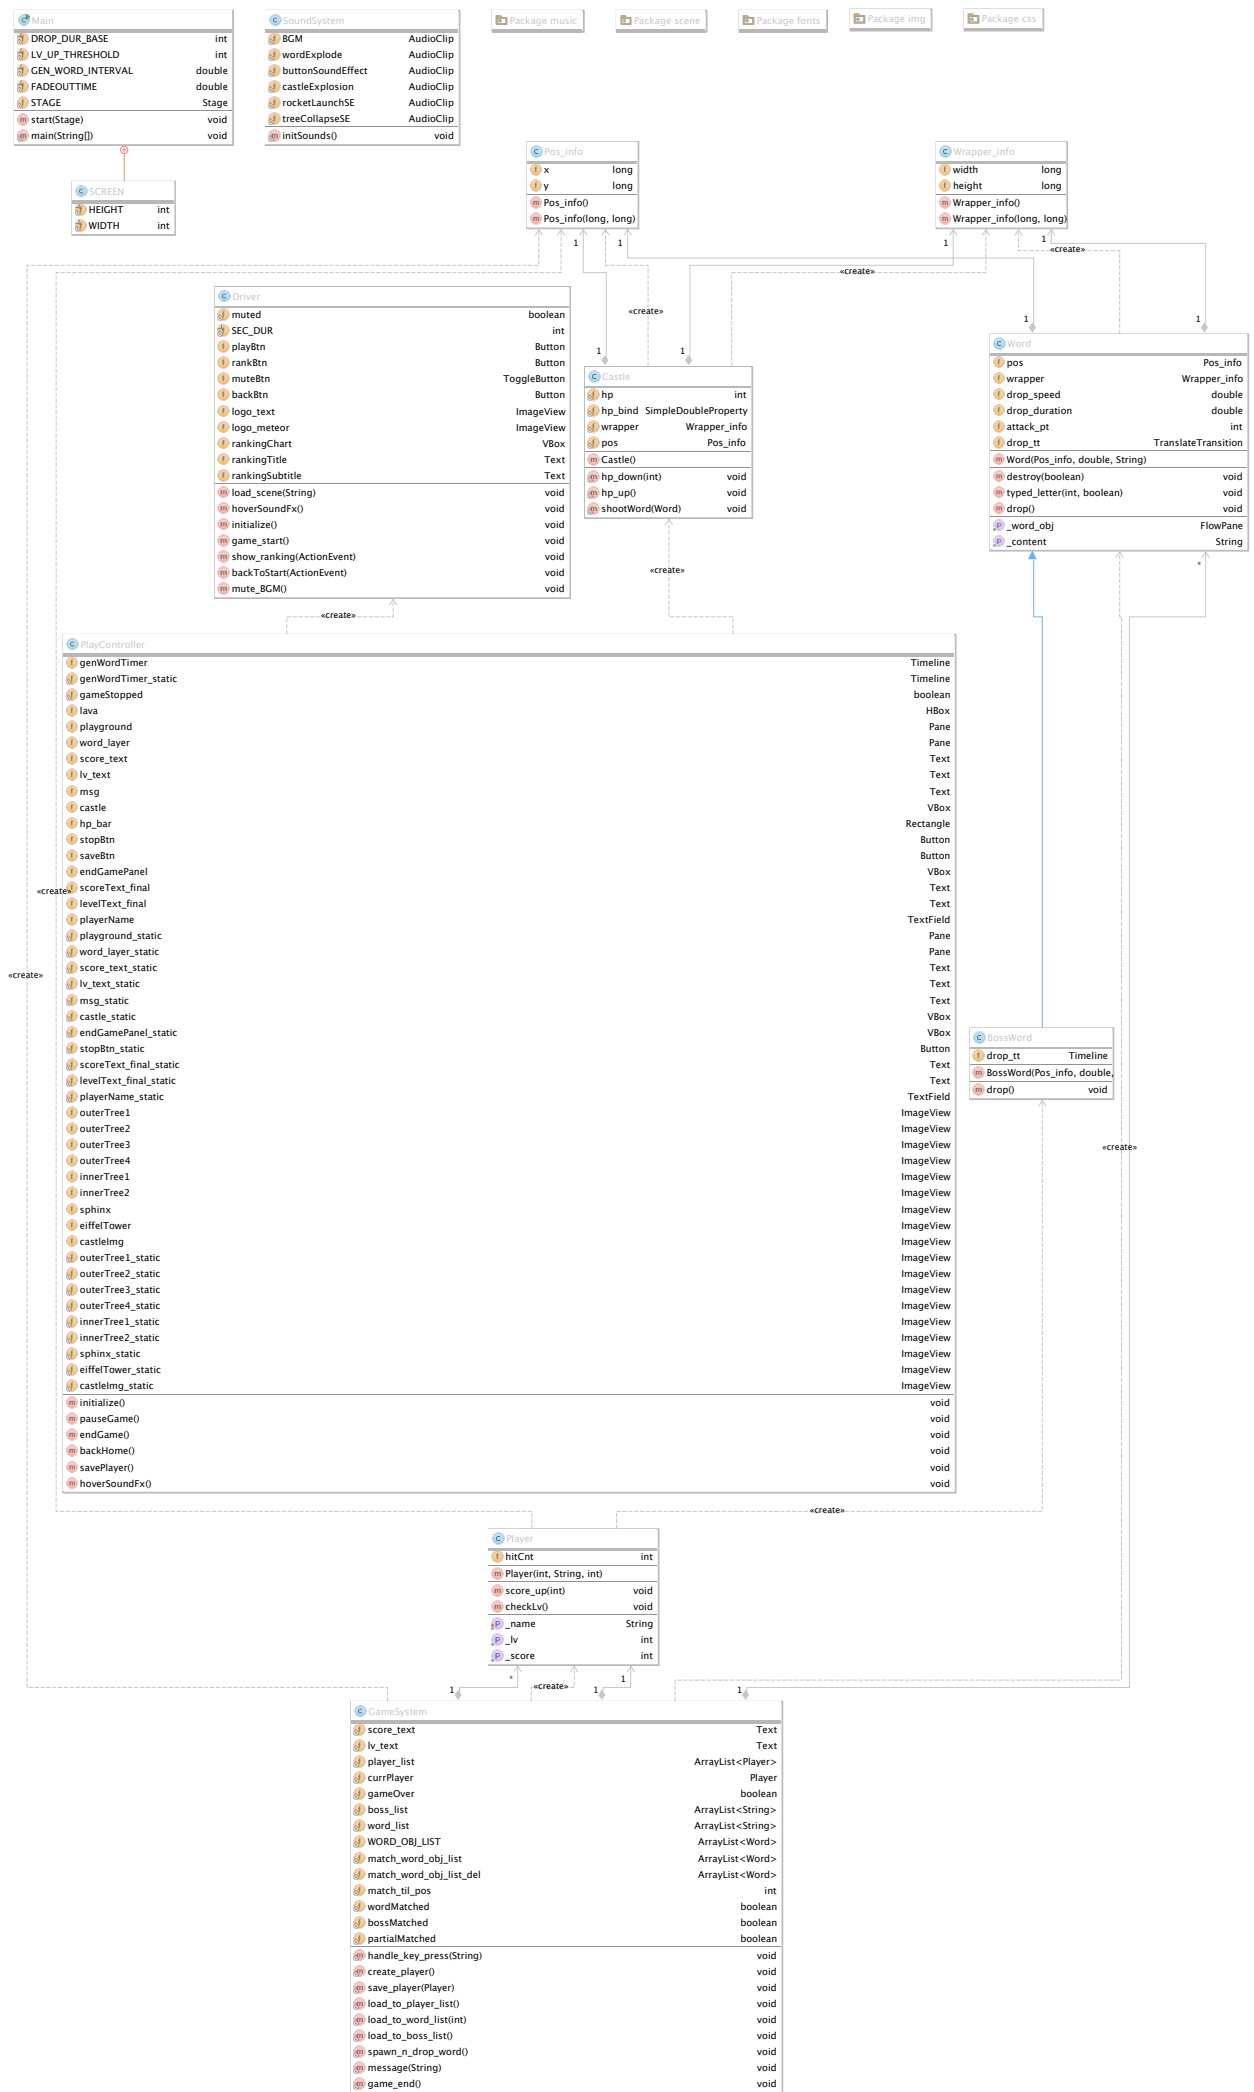 Main
DROP_DUR_BASE int
LV_UP_THRESHOLD int
GEN_WORD_INTERVAL double
FADEOUTTIME double
STAGE Stage
start(Stage) void
main(String[]) void
SoundSystem
BGM AudioClip
wordExplode AudioClip
buttonSoundEffect AudioClip
castleExplosion AudioClip
rocketLaunchSE AudioClip
treeCollapseSE AudioClip
initSounds() void
Package music
Package scene
Package fonts
Package img
Package css
SCREEN
HEIGHT int
WIDTH int
Pos_info
x long
y long
Pos_info()
Pos_info(long, long)
Wrapper_info
width long
height long
Wrapper_info()
Wrapper_info(long, long)
1
1
1
1
«create»
«create»
«create»
1
1
1
1
Driver
muted boolean
SEC_DUR int
playBtn Button
rankBtn Button
muteBtn ToggleButton
backBtn Button
logo_text ImageView
logo_meteor ImageView
rankingChart VBox
rankingTitle Text
rankingSubtitle Text
load_scene(String) void
hoverSoundFx() void
initialize() void
game_start() void
show_ranking(ActionEvent) void
backToStart(ActionEvent) void
mute_BGM() void
Castle
hp int
hp_bind SimpleDoubleProperty
wrapper Wrapper_info
pos Pos_info
Castle()
hp_down(int) void
hp_up() void
shootWord(Word) void
Word
pos Pos_info
wrapper Wrapper_info
drop_speed double
drop_duration double
attack_pt int
drop_tt TranslateTransition
Word(Pos_info, double, String)
destroy(boolean) void
typed_letter(int, boolean) void
drop() void
_word_obj FlowPane
_content String
*
«create»
«create»
PlayController
genWordTimer Timeline
genWordTimer_static Timeline
gameStopped boolean
lava HBox
playground Pane
word_layer Pane
score_text Text
lv_text Text
msg Text
castle VBox
hp_bar Rectangle
stopBtn Button
saveBtn Button
endGamePanel VBox
«create»
scoreText_final Text
levelText_final Text
playerName TextField
playground_static Pane
word_layer_static Pane
score_text_static Text
«create»
lv_text_static Text
msg_static Text
castle_static VBox
endGamePanel_static VBox
stopBtn_static Button
scoreText_final_static Text
levelText_final_static Text
playerName_static TextField
outerTree1 ImageView
outerTree2 ImageView
outerTree3 ImageView
outerTree4 ImageView
innerTree1 ImageView
innerTree2 ImageView
sphinx ImageView
eiffelTower ImageView
castleImg ImageView
outerTree1_static ImageView
outerTree2_static ImageView
outerTree3_static ImageView
outerTree4_static ImageView
innerTree1_static ImageView
innerTree2_static ImageView
sphinx_static ImageView
eiffelTower_static ImageView
castleImg_static ImageView
initialize() void
pauseGame() void
endGame() void
backHome() void
savePlayer() void
hoverSoundFx() void
BossWord
drop_tt Timeline
BossWord(Pos_info, double,
drop() void
«create»
«create»
Player
hitCnt int
Player(int, String, int)
score_up(int) void
checkLv() void
_name String
_lv int
_score int
*
1
«create»
1
1
1
GameSystem
score_text Text
lv_text Text
player_list ArrayList<Player>
currPlayer Player
gameOver boolean
boss_list ArrayList<String>
word_list ArrayList<String>
WORD_OBJ_LIST ArrayList<Word>
match_word_obj_list ArrayList<Word>
match_word_obj_list_del ArrayList<Word>
match_til_pos int
wordMatched boolean
bossMatched boolean
partialMatched boolean
handle_key_press(String) void
create_player() void
save_player(Player) void
load_to_player_list() void
load_to_word_list(int) void
load_to_boss_list() void
spawn_n_drop_word() void
message(String) void
game_end() void